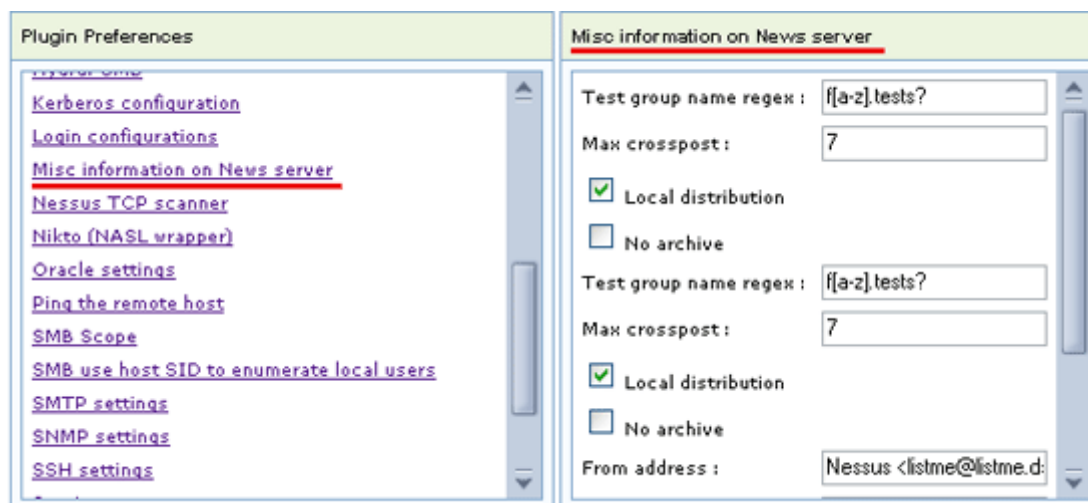 Plugin Preferences
Kerberos configuration
Login configurations
Misc information on News server
Nessus TCP scanner
Nikto (NASL wrapper)
Oracle settings
Ping the remote host
SMB Scope
SMB use host SID to enumerate local users
SMTP settings
SNMP settings
SSH settings
Misc information on News server
Test group name regex : f[a-z].tests?
Max crosspost : 7
Local distribution
No archive
Test group name regex : f[a-z].tests?
Max crosspost : 7
Local distribution
No archive
From address : Nessus <listme@listme.d